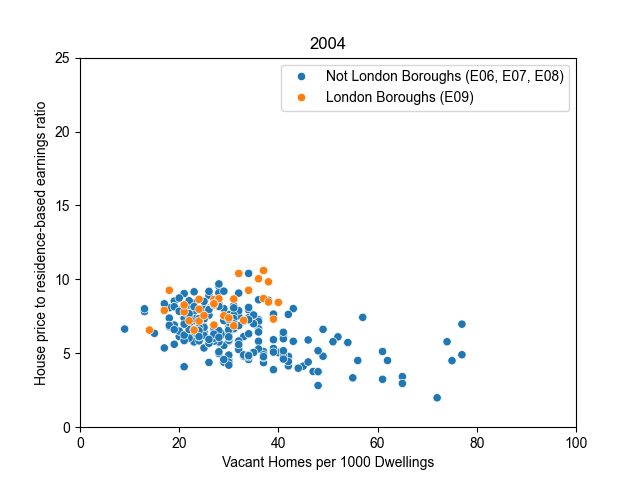 2004
25
20
15
10
5
0
House price to residence-based earnings ratio
Not London Boroughs (E06, E07, E08)
London Boroughs (E09)
0 20 40 60 80 100
Vacant Homes per 1000 Dwellings